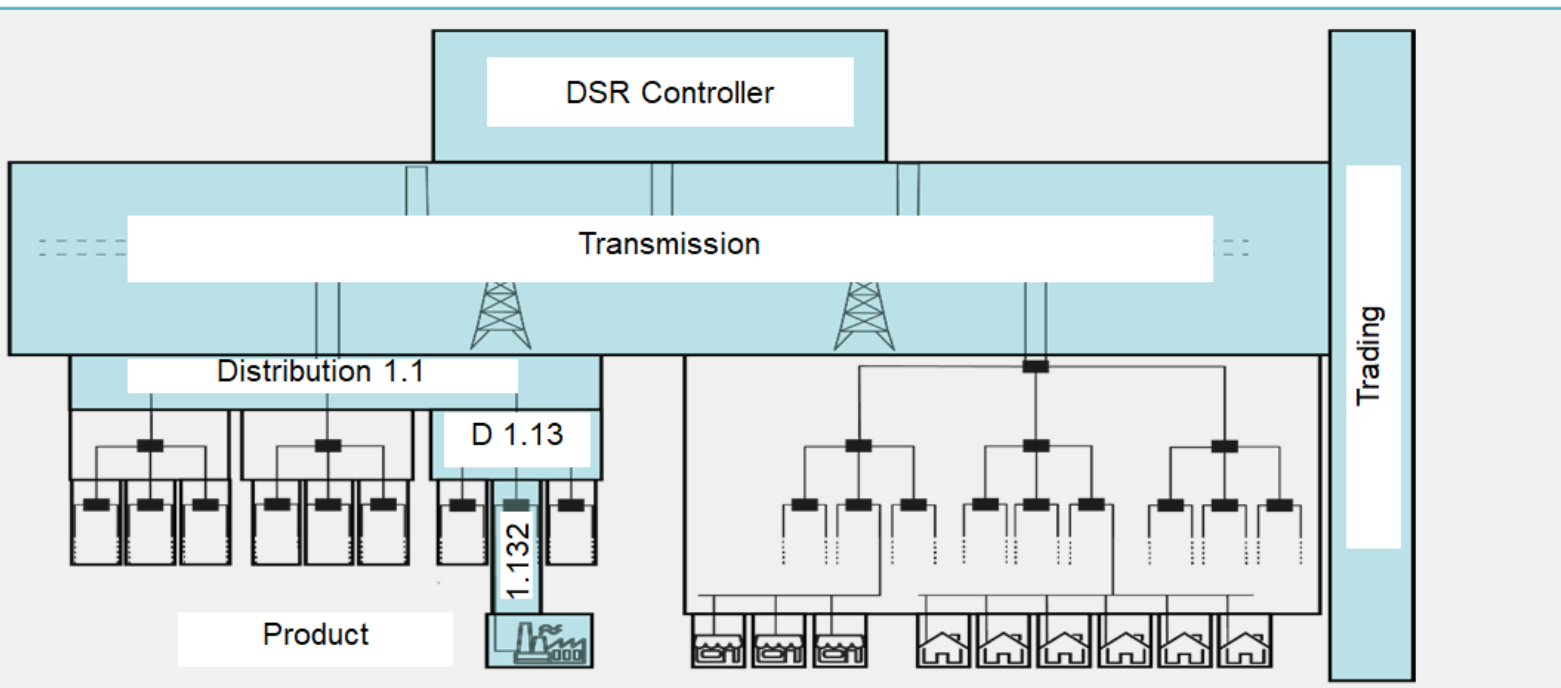 DSR Controller
Transmission
Trading
Distribution 1.1
D 1.13
1.132
Product